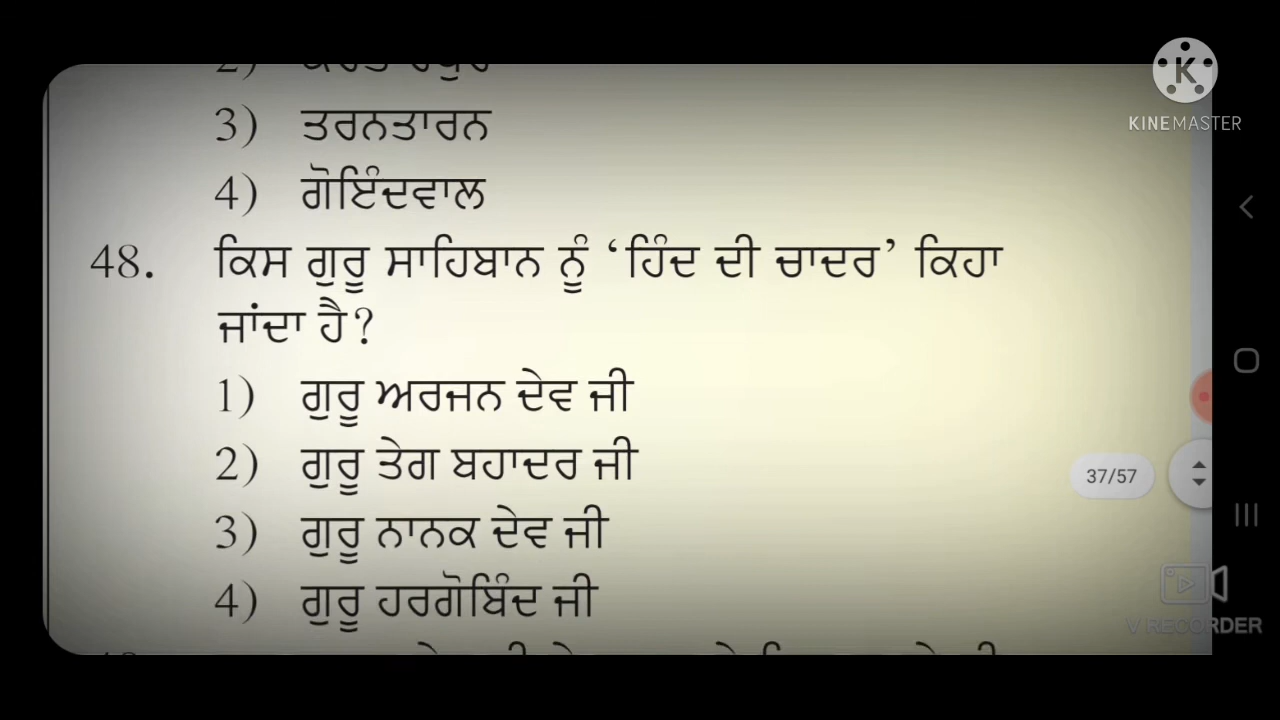 3) ਤਰਨਤਾਰਨ
4) ਗੋਇੰਦਵਾਲ
48. ਕਿਸ ਗੁਰੂ ਸਾਹਿਬਾਨ ਨੂੰ ‘ਹਿੰਦ ਦੀ ਚਾਦਰ’ ਕਿਹਾ
ਜਾਂਦਾ ਹੈ?
1) ਗੁਰੂ ਅਰਜਨ ਦੇਵ ਜੀ
2) ਗੁਰੂ ਤੇਗ ਬਹਾਦਰ ਜੀ
3) ਗੁਰੂ ਨਾਨਕ ਦੇਵ ਜੀ
4) ਗੁਰੂ ਹਰਗੋਬਿੰਦ ਜੀ
K
KINEMASTER
37/57
V RECORDER